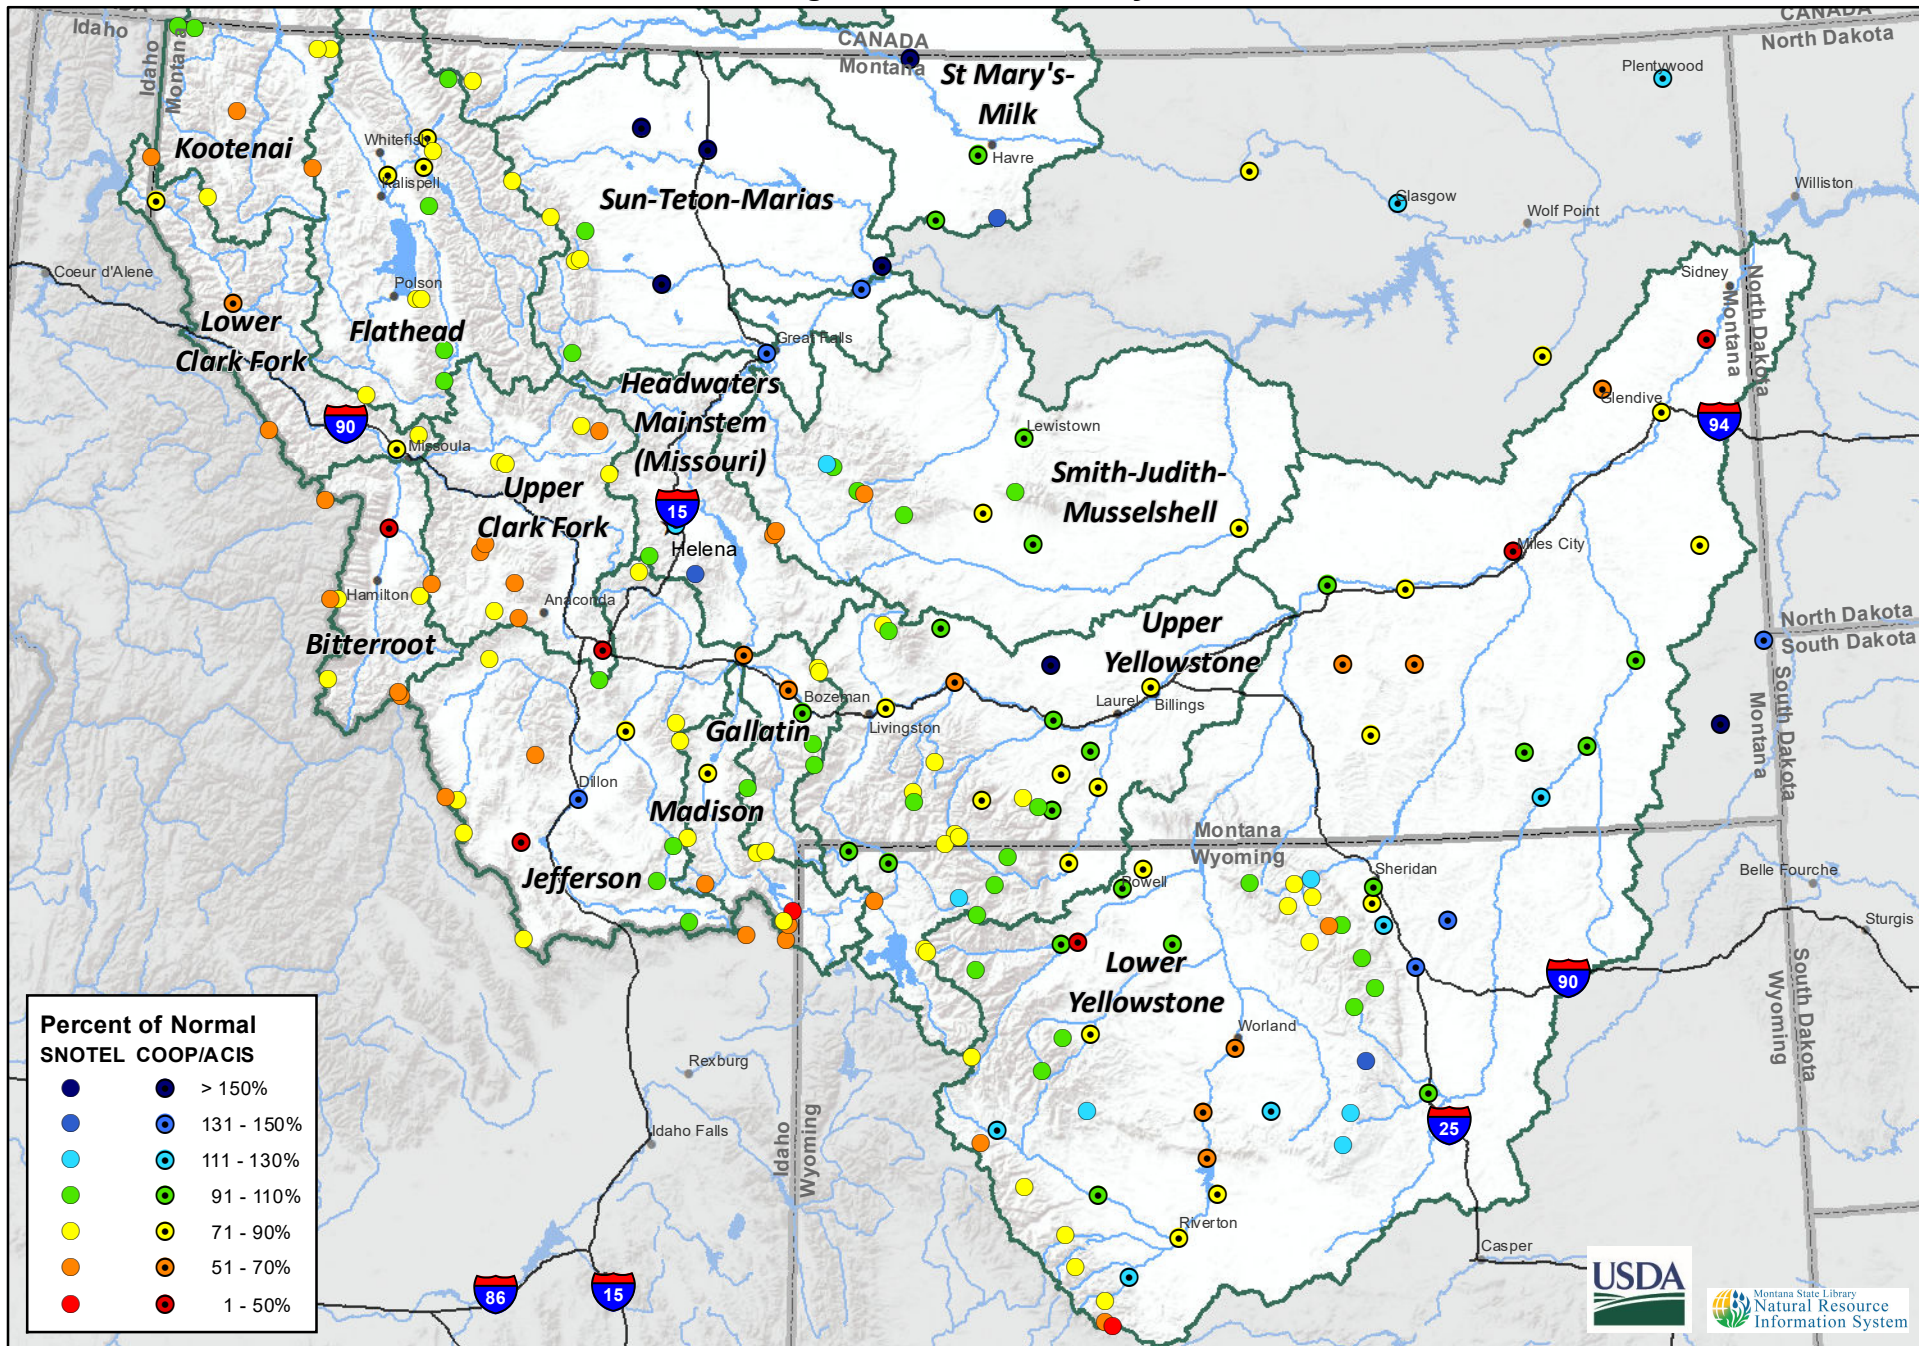 CANADA
Idaho
Idaho
Montana
CANADA
Montana
CANADA
North Dakota
St Mary's-
Milk
Plentywood
Kootenai
Whitefish
Kalispell
Havre
Sun-Teton-Marias
Glasgow
Wolf Point
Williston
Coeur d'Alene
Polson
Sidney
North Dakota
Montana
Lower
Clark Fork
Flathead
Great Falls
Headwaters
Mainstem
(Missouri)
Glendive
94
90
Missoula
Lewistown
Smith-Judith-
Musselshell
Upper
Clark Fork
15
Helena
Miles City
Hamilton
Anaconda
Bitterroot
Upper
Yellowstone
North Dakota
South Dakota
Bozeman
Livingston
Laurel
Billings
Gallatin
South Dakota
Montana
Dillon
Madison
Montana
Wyoming
Jefferson
Powell
Sheridan
Belle Fourche
Sturgis
Lower
Yellowstone
90
South Dakota
Wyoming
Worland
Rexburg
Idaho Falls
Idaho
Wyoming
25
Riverton
Casper
86
15
Percent of Normal
SNOTEL COOP/ACIS
> 150%
131 - 150%
111 - 130%
91 - 110%
71 - 90%
51 - 70%
1 - 50%
USDA
Montana State Library
Natural Resource
Information System